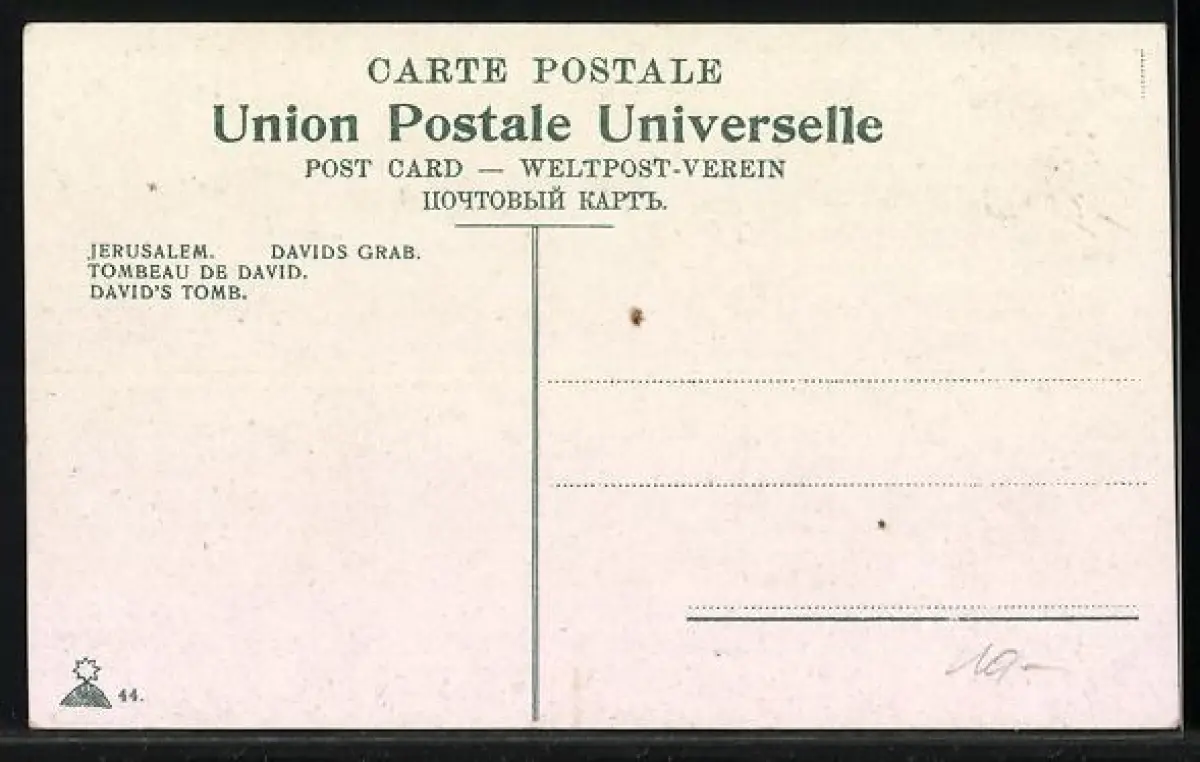 CARTE POSTALE
Union Postale Universelle
POST CARD — WELTPOST-VEREIN
ПОЧТОВЫЙ КАРТЪ.
JERUSALEM. DAVIDS GRAB.
TOMBEAU DE DAVID.
DAVID'S TOMB.
44.